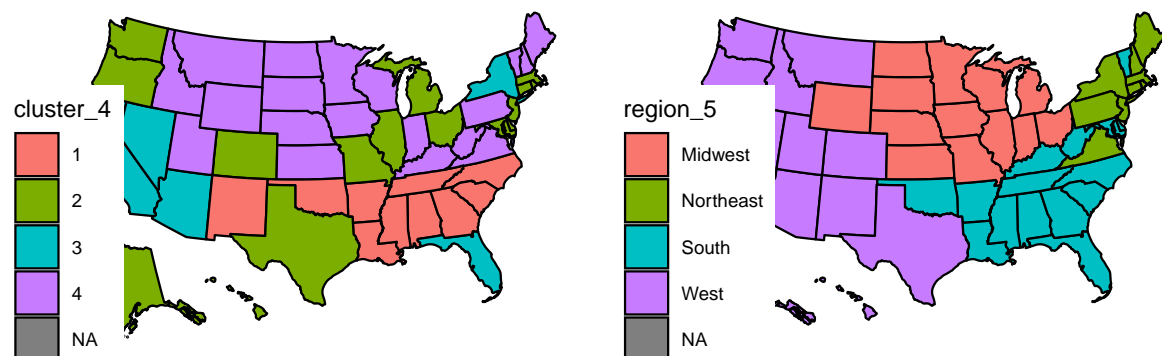 cluster_4
1
2
3
4
NA
region_5
Midwest
Northeast
South
West
NA